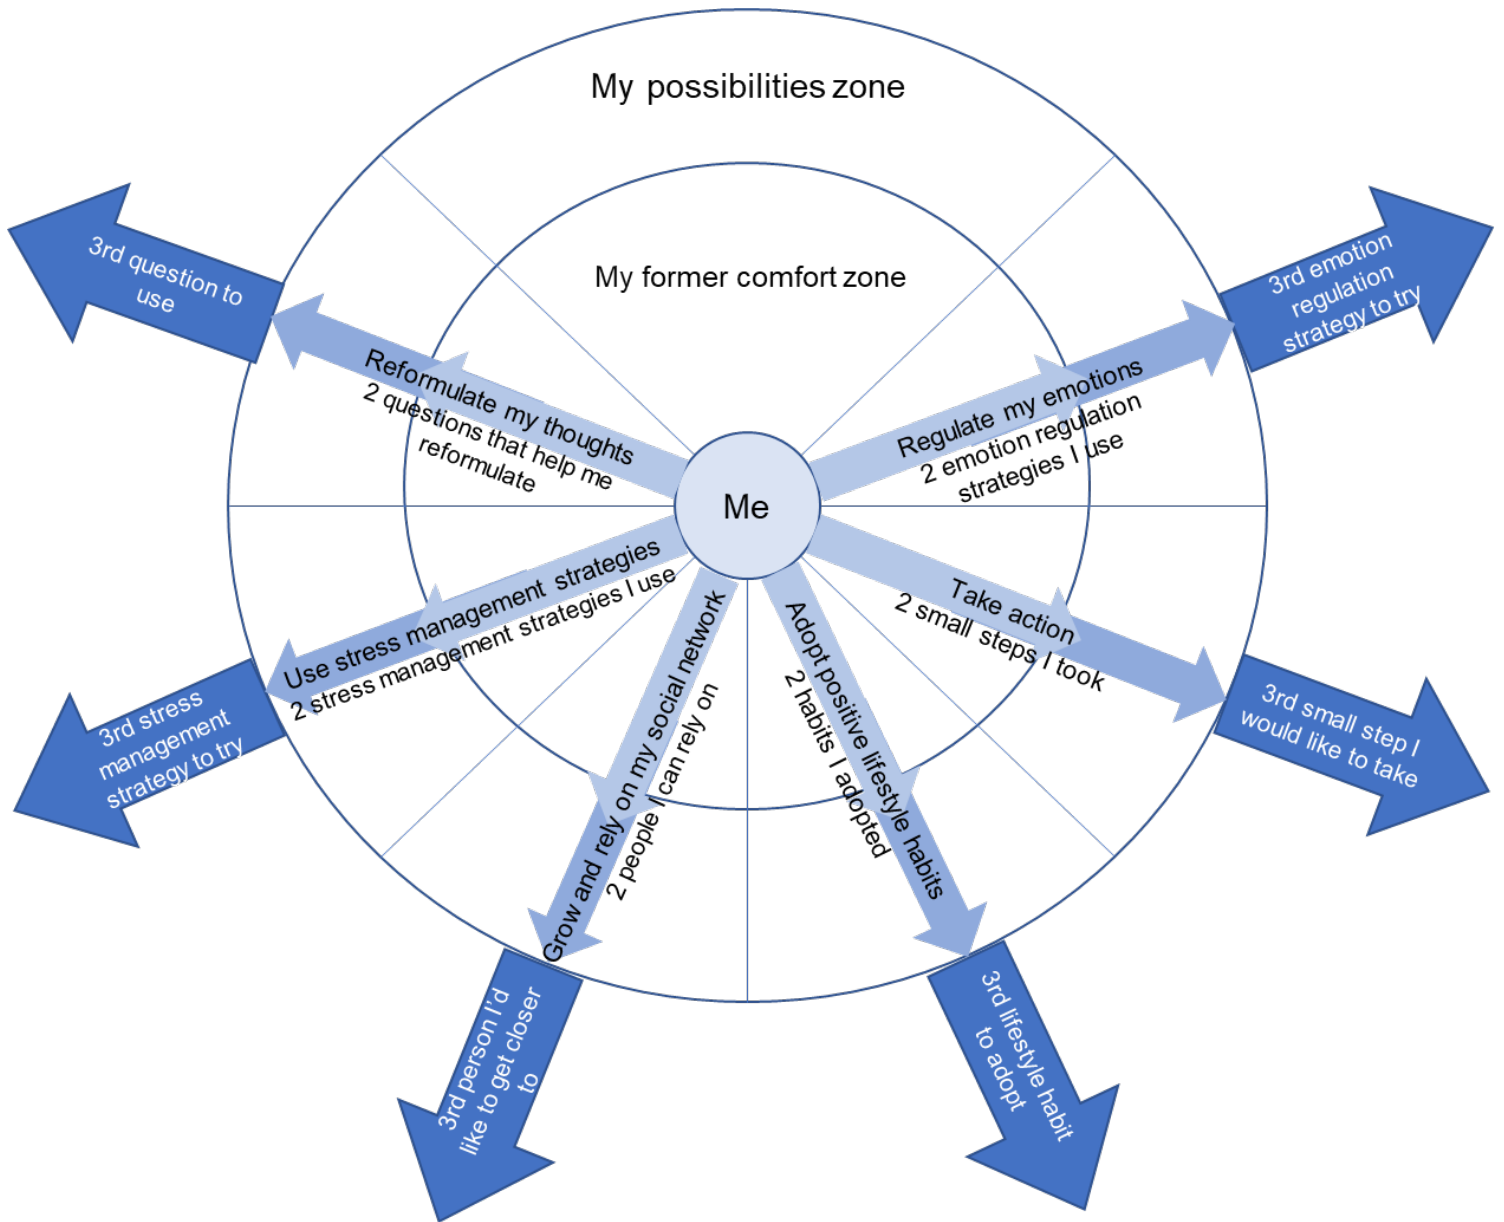 My possibilities zone
My former comfort zone
3rd question to
use
3rd emotion
regulation
strategy to try
Reformulate my thoughts
2 questions that help me
reformulate
Regulate my emotions
2 emotion regulation
strategies I use
Me
Use stress management strategies
2 stress management strategies I use
Take action
2 small steps I took
3rd stress
management
strategy to try
3rd small step I
would like to take
Grow and rely on my social network
2 people I can rely on
Adopt positive lifestyle habits
2 habits I adopted
3rd person I'd
like to get closer
to
3rd lifestyle habit
to adopt